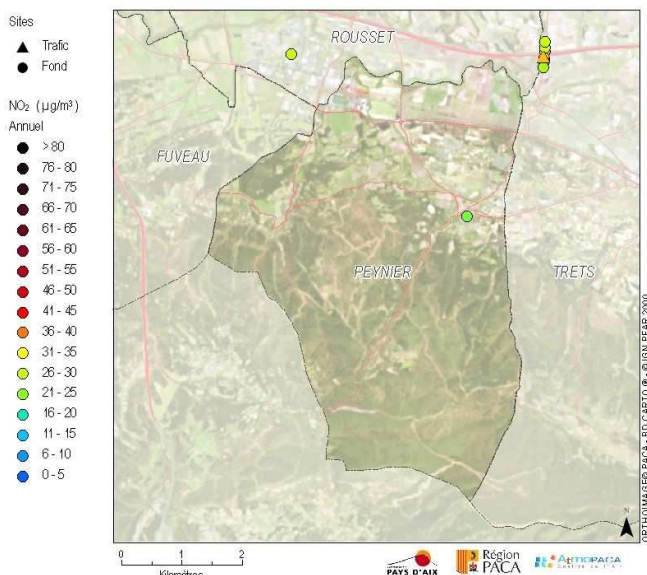 Sites
Trafic
Fond
NO₂ (µg/m³)
Annuel
> 80
76 - 80
71 - 75
66 - 70
61 - 65
56 - 60
51 - 55
46 - 50
41 - 45
36 - 40
31 - 35
26 - 30
21 - 25
16 - 20
11 - 15
6 - 10
0 - 5
ROUSSET
FUVEAU
PEYNIER
TRETS
N
0 1 2
Kilomètres
PAYS D'AIX
Région
PACA